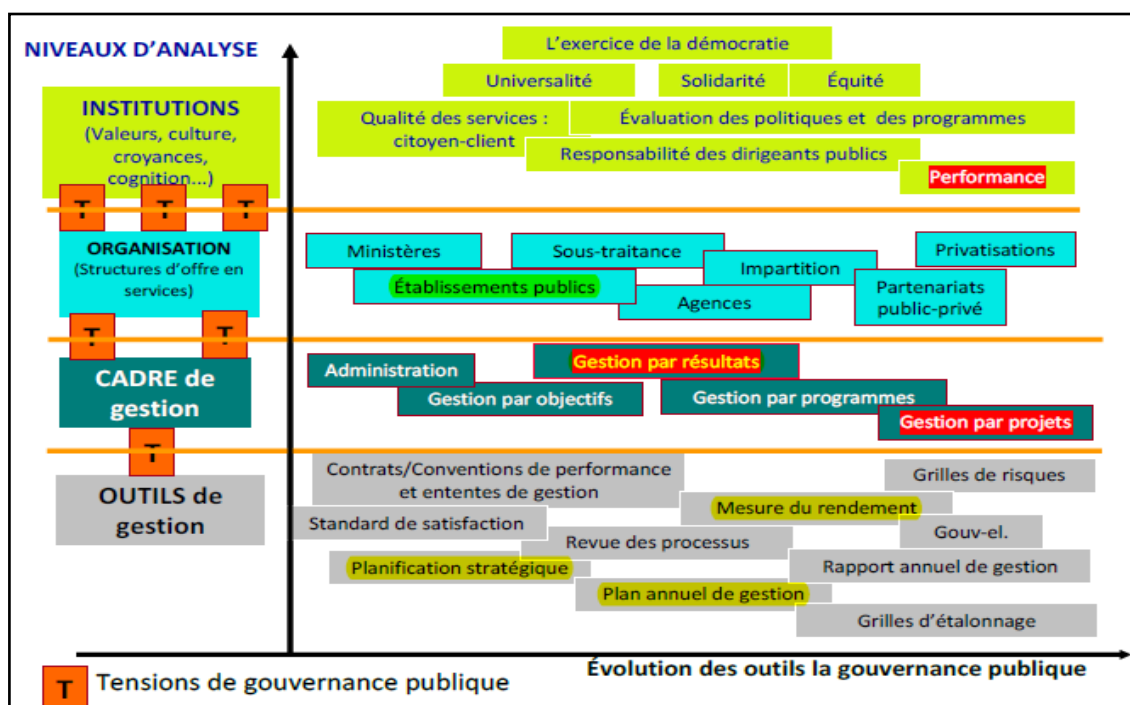 NIVEAUX D'ANALYSE
L'exercice de la démocratie
Universalité
Solidarité
Équité
INSTITUTIONS
(Valeurs, culture,
croyances,
cognition...)
Qualité des services :
citoyen-client
Évaluation des politiques et des programmes
Responsabilité des dirigeants publics
Performance
T
T
T
ORGANISATION
(Structures d'offre en
services)
Ministères
Sous-traitance
Privatisations
Impartition
Établissements publics
Agences
Partenariats
public-privé
T
T
CADRE de
gestion
Administration
Gestion par résultats
Gestion par objectifs
Gestion par programmes
Gestion par projets
T
OUTILS de
gestion
Contrats/Conventions de performance
et ententes de gestion
Grilles de risques
Mesure du rendement
Standard de satisfaction
Gouv-el.
Revue des processus
Planification stratégique
Rapport annuel de gestion
Plan annuel de gestion
Grilles d'étalonnage
Évolution des outils la gouvernance publique
T
Tensions de gouvernance publique